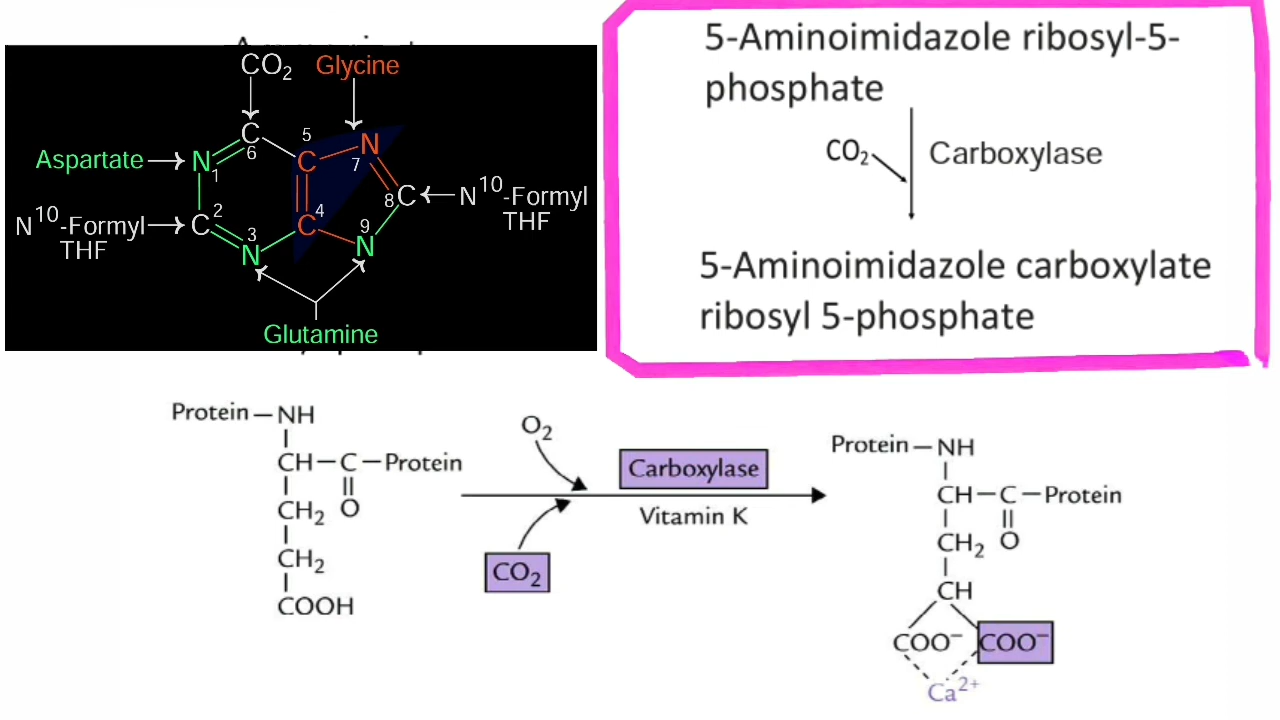 CO2 Glycine
5
C N
6 7
Aspartate N C
1
N10-Formyl C 2 4 8 C N10-Formyl
THF C THF
3 9
N N
Glutamine
5-Aminoimidazole ribosyl-5-
phosphate
CO2 Carboxylase
5-Aminoimidazole carboxylate
ribosyl 5-phosphate
Protein—NH
CH—C—Protein
CH2 O
CH2
COOH
O2
Carboxylase
Vitamin K
CO2
Protein—NH
CH—C—Protein
CH2 O
CH
COO− COO−
Ca2+